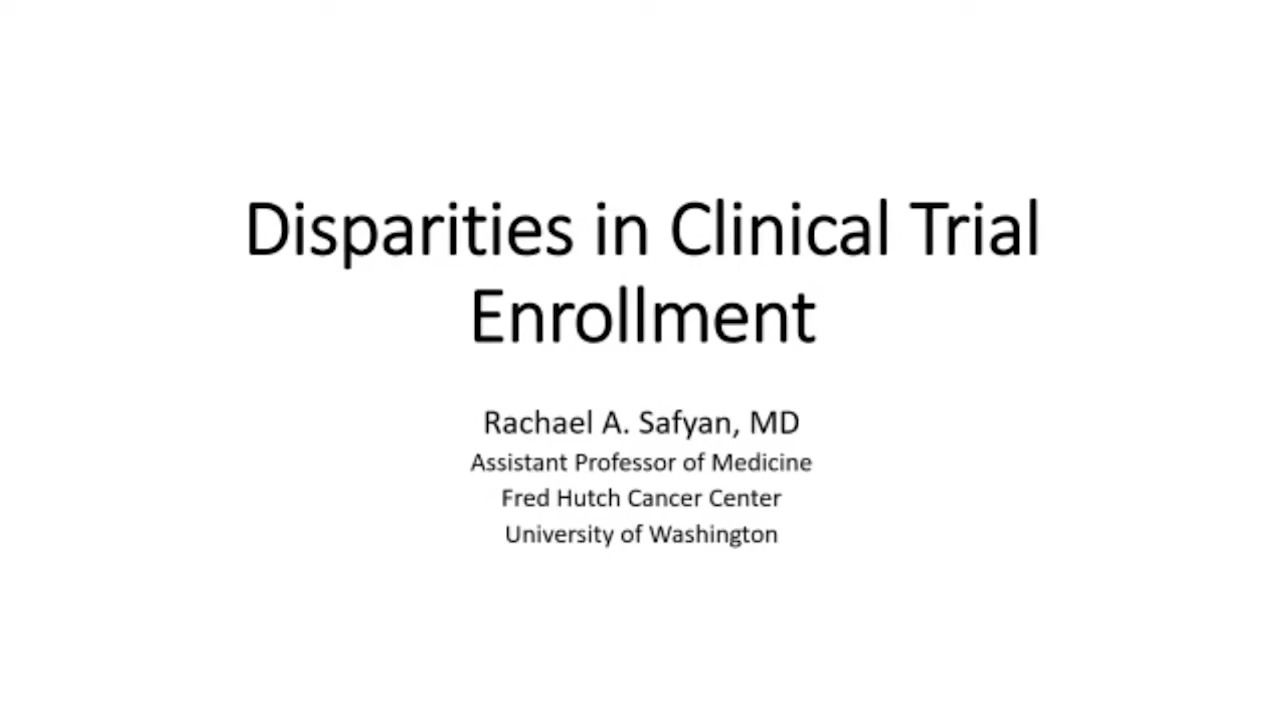 Disparities in Clinical Trial
Enrollment
Rachael A. Safyan, MD
Assistant Professor of Medicine
Fred Hutch Cancer Center
University of Washington